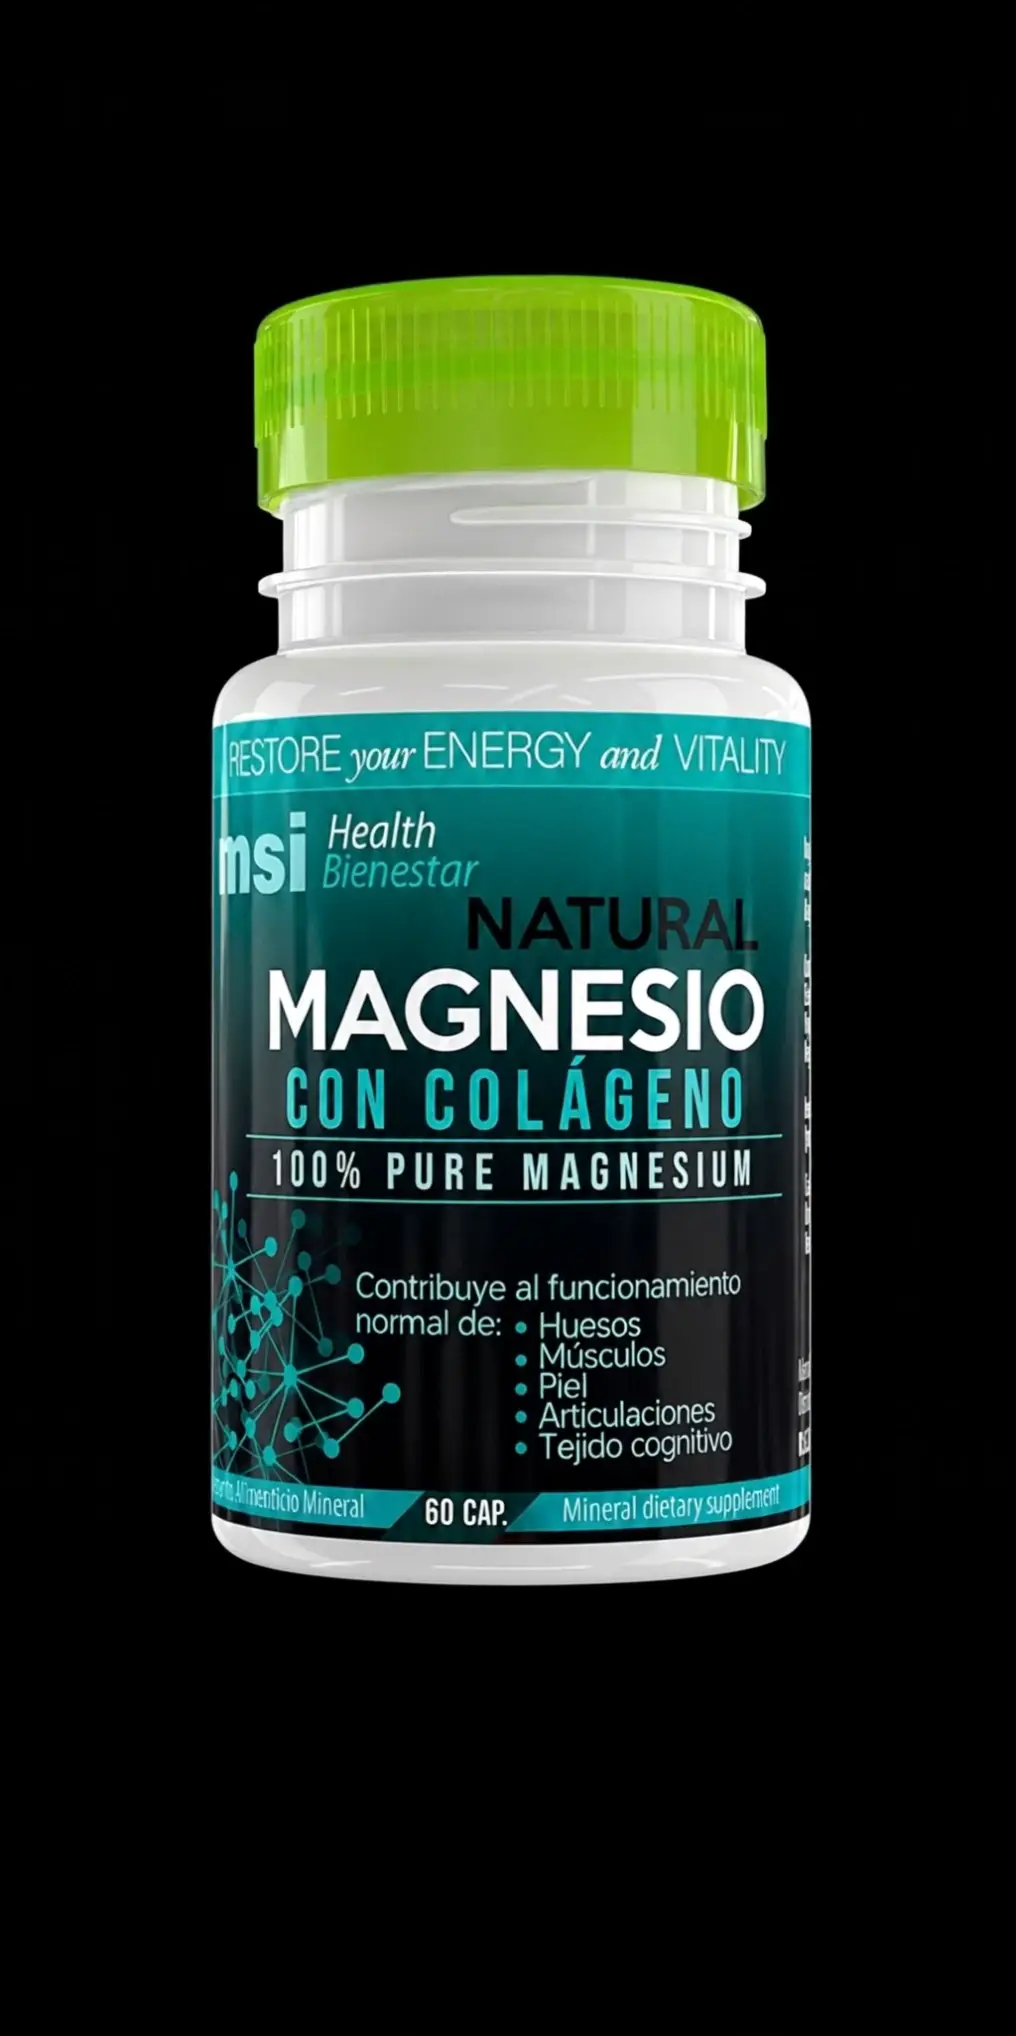 RESTORE your ENERGY and VITALITY
msi Health
Bienestar
NATURAL
MAGNESIO
CON COLÁGENO
100% PURE MAGNESIUM
Contribuye al funcionamiento
normal de: • Huesos
• Músculos
• Piel
• Articulaciones
• Tejido cognitivo
Alimenticio Mineral 60 CAP. Mineral dietary supplement